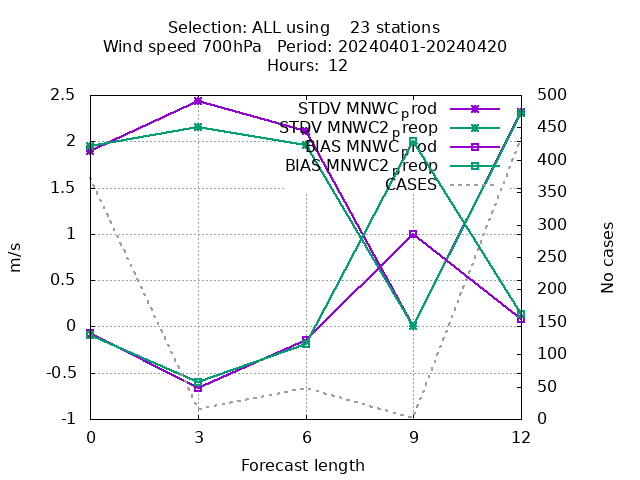 Selection: ALL using 23 stations
Wind speed 700hPa Period: 20240401-20240420
Hours: 12
STDV MNWC_prod
STDV MNWC2_preop
BIAS MNWC_prod
BIAS MNWC2_preop
CASES
2.5
2
1.5
1
0.5
0
-0.5
-1
m/s
500
450
400
350
300
250
200
150
100
50
0
No cases
0 3 6 9 12
Forecast length